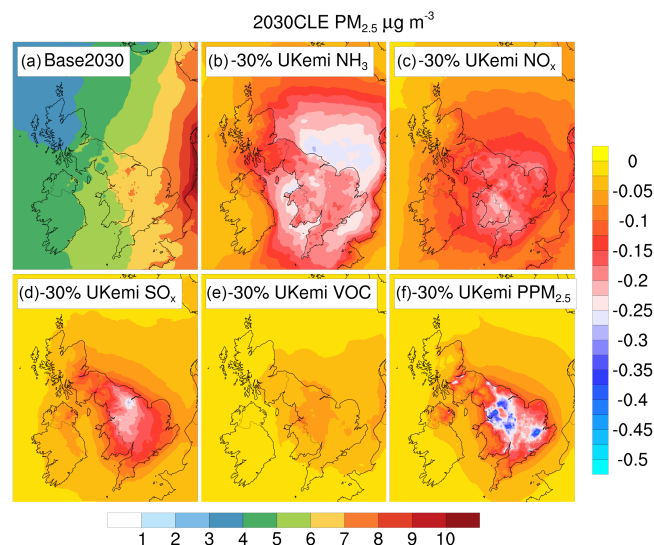 2030CLE PM2.5 µg m-3
(a) Base2030
(b) -30% UKemi NH3
(c) -30% UKemi NOx
(d)-30% UKemi SOx
(e)-30% UKemi VOC
(f) -30% UKemi PPM2.5
0
-0.05
-0.1
-0.15
-0.2
-0.25
-0.3
-0.35
-0.4
-0.45
-0.5
1 2 3 4 5 6 7 8 9 10